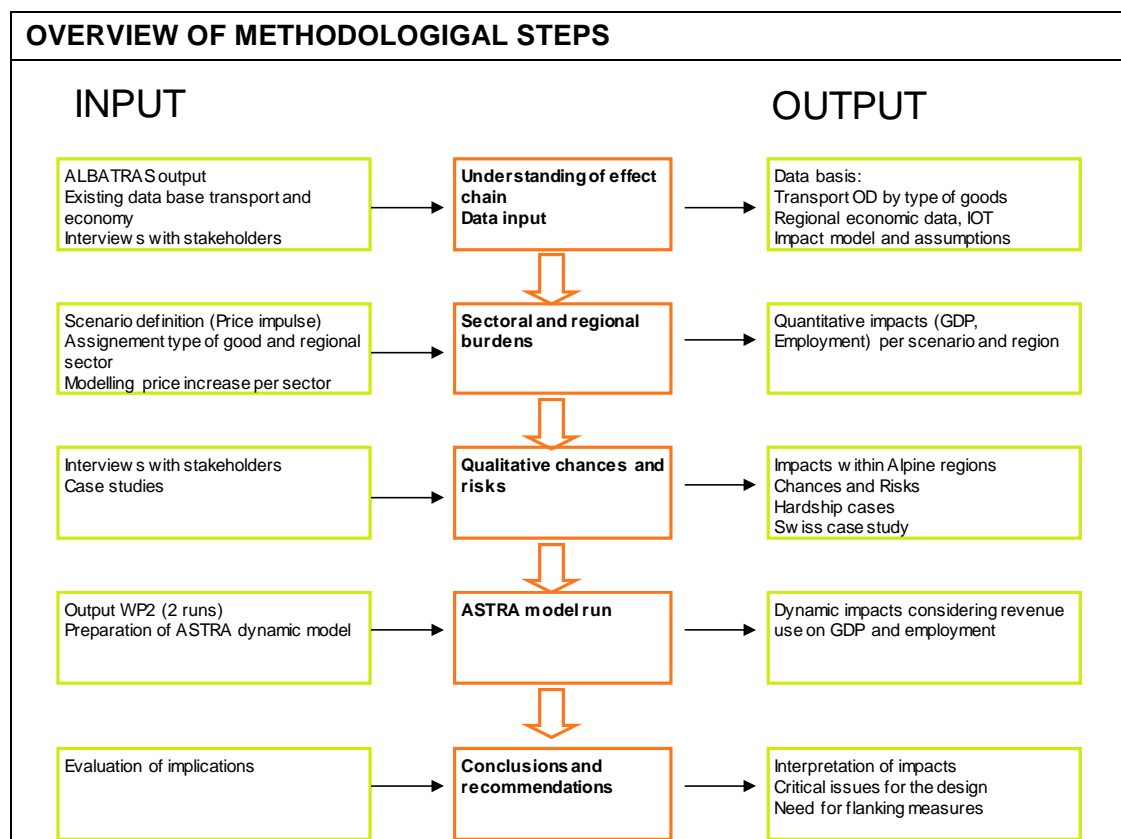 OVERVIEW OF METHODOLOGIGAL STEPS
INPUT
OUTPUT
ALBATRAS output
Existing data base transport and
economy
Interviews with stakeholders
Understanding of effect
chain
Data input
Data basis:
Transport OD by type of goods
Regional economic data, IOT
Impact model and assumptions
Scenario definition (Price impulse)
Assignement type of good and regional
sector
Modelling price increase per sector
Sectoral and regional
burdens
Quantitative impacts (GDP,
Employment) per scenario and region
Interviews with stakeholders
Case studies
Qualitative chances and
risks
Impacts within Alpine regions
Chances and Risks
Hardship cases
Swiss case study
Output WP2 (2 runs)
Preparation of ASTRA dynamic model
ASTRA model run
Dynamic impacts considering revenue
use on GDP and employment
Evaluation of implications
Conclusions and
recommendations
Interpretation of impacts
Critical issues for the design
Need for flanking measures